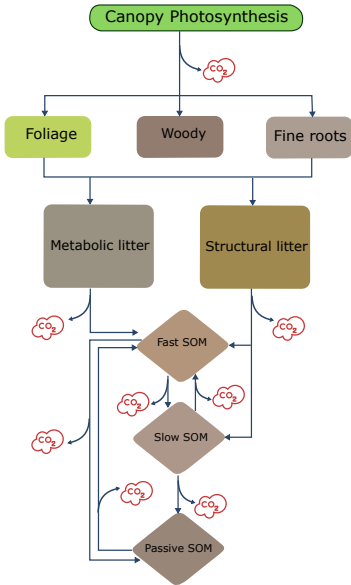 Canopy Photosynthesis
CO2
Foliage
Woody
Fine roots
Metabolic litter
Structural litter
CO2
CO2
Fast SOM
CO2
CO2
Slow SOM
CO2
CO2
CO2
Passive SOM